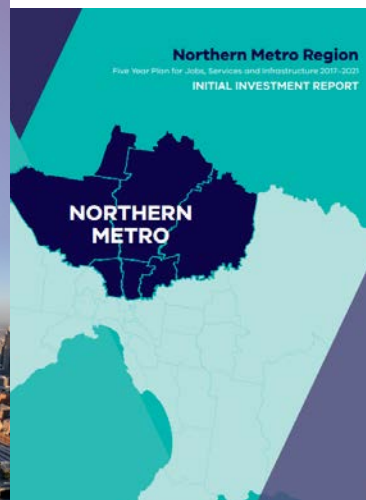 Northern Metro Region
Five Year Plan for Jobs, Services and Infrastructure 2017-2021
INITIAL INVESTMENT REPORT
NORTHERN
METRO